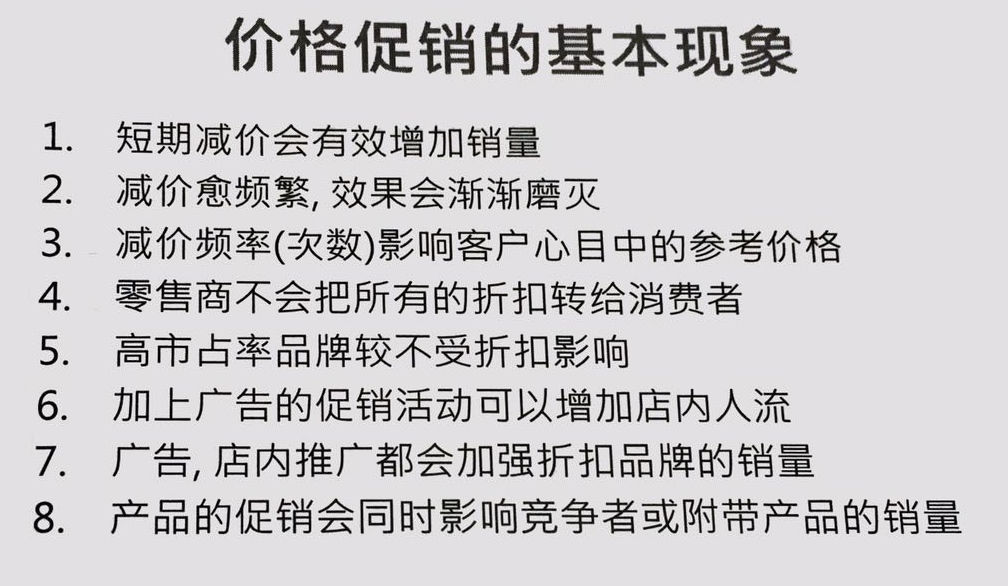 价格促销的基本现象
1. 短期减价会有效增加销量
2. 减价愈频繁, 效果会渐渐磨灭
3. 减价频率(次数)影响客户心目中的参考价格
4. 零售商不会把所有的折扣转给消费者
5. 高市占率品牌较不受折扣影响
6. 加上广告的促销活动可以增加店内人流
7. 广告, 店内推广都会加强折扣品牌的销量
8. 产品的促销会同时影响竞争者或附带产品的销量